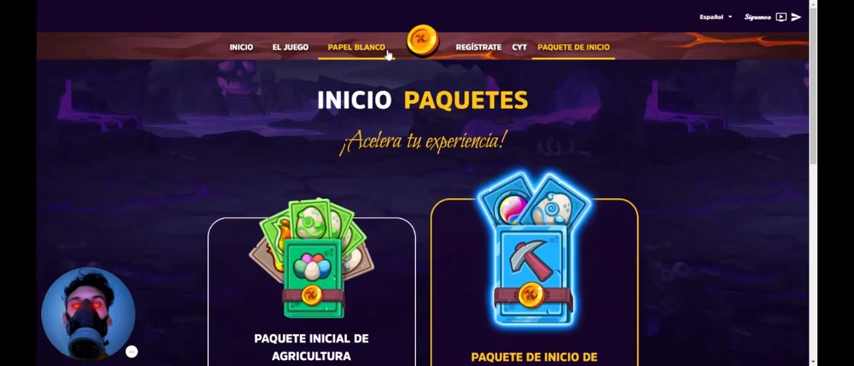 Español
Síguenos
INICIO EL JUEGO PAPEL BLANCO REGÍSTRATE CYT PAQUETE DE INICIO
INICIO PAQUETES
¡Acelera tu experiencia!
PAQUETE INICIAL DE
AGRICULTURA
PAQUETE DE INICIO DE